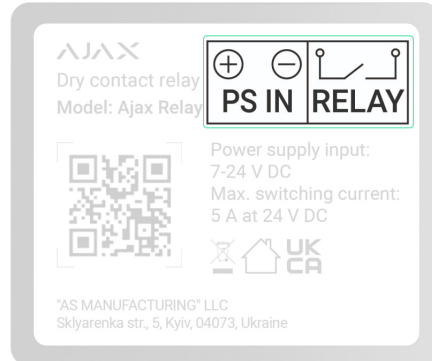 AJAX
Dry contact relay
Model: Ajax Relay
+ −
PS IN RELAY
Power supply input:
7-24 V DC
Max. switching current:
5 A at 24 V DC
UK
CA
"AS MANUFACTURING" LLC
Sklyarenka str., 5, Kyiv, 04073, Ukraine